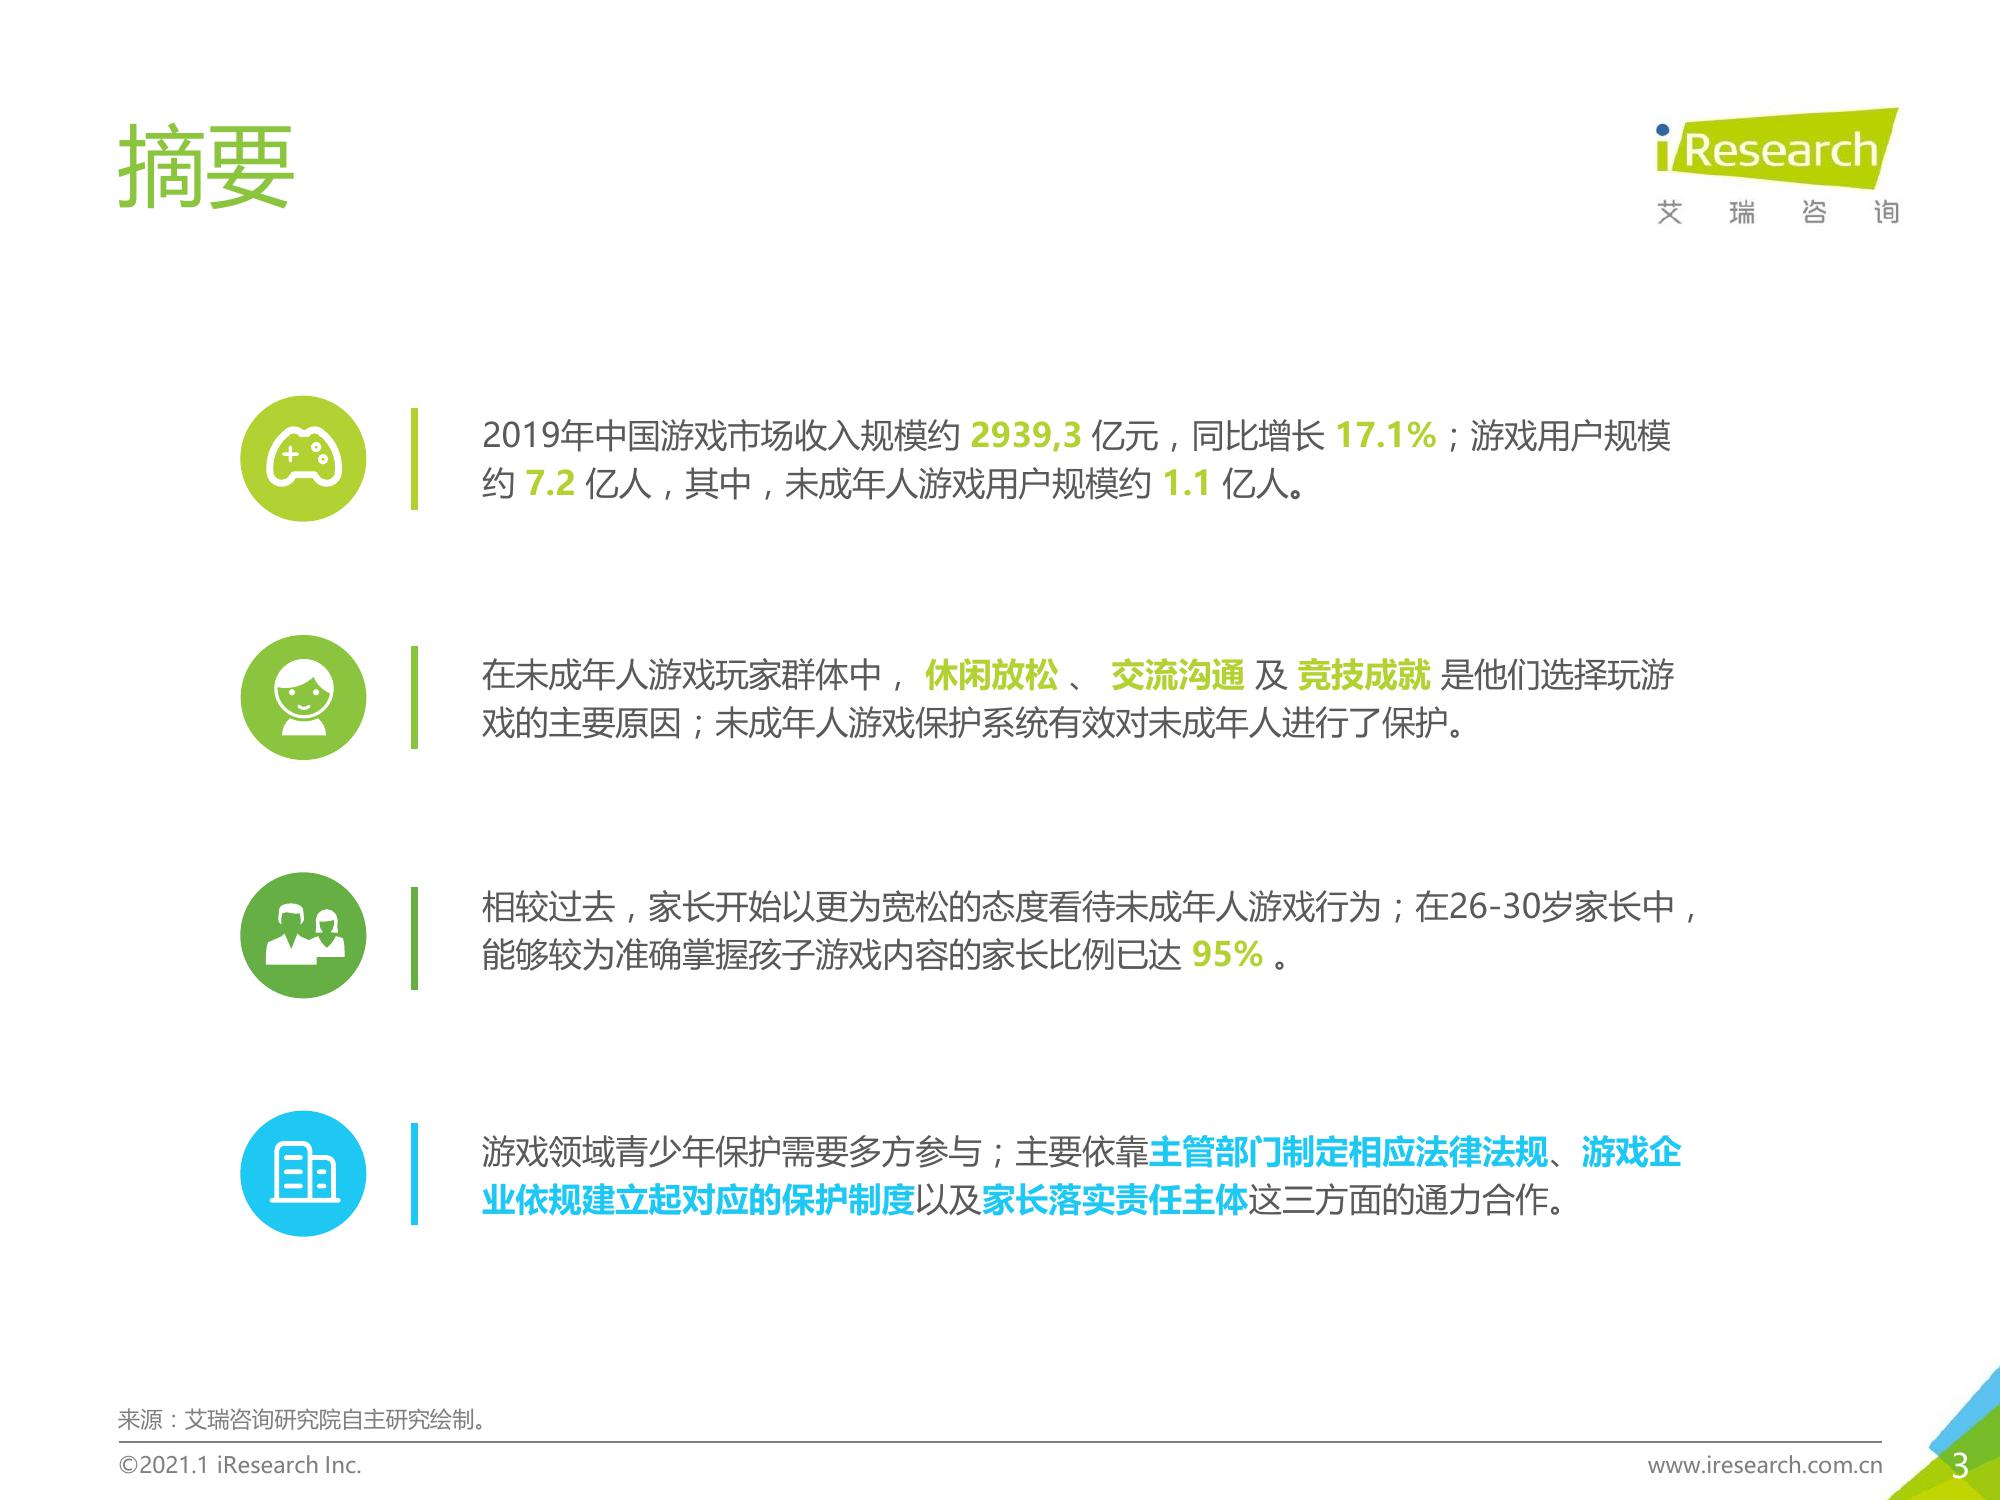 摘要
iResearch
艾瑞咨询
2019年中国游戏市场收入规模约 2939,3 亿元，同比增长 17.1%；游戏用户规模
约 7.2 亿人，其中，未成年人游戏用户规模约 1.1 亿人。
在未成年人游戏玩家群体中， 休闲放松 、 交流沟通 及 竞技成就 是他们选择玩游
戏的主要原因；未成年人游戏保护系统有效对未成年人进行了保护。
相较过去，家长开始以更为宽松的态度看待未成年人游戏行为；在26-30岁家长中，
能够较为准确掌握孩子游戏内容的家长比例已达 95% 。
游戏领域青少年保护需要多方参与；主要依靠主管部门制定相应法律法规、游戏企
业依规建立起对应的保护制度以及家长落实责任主体这三方面的通力合作。
来源：艾瑞咨询研究院自主研究绘制。
©2021.1 iResearch Inc.
www.iresearch.com.cn
3